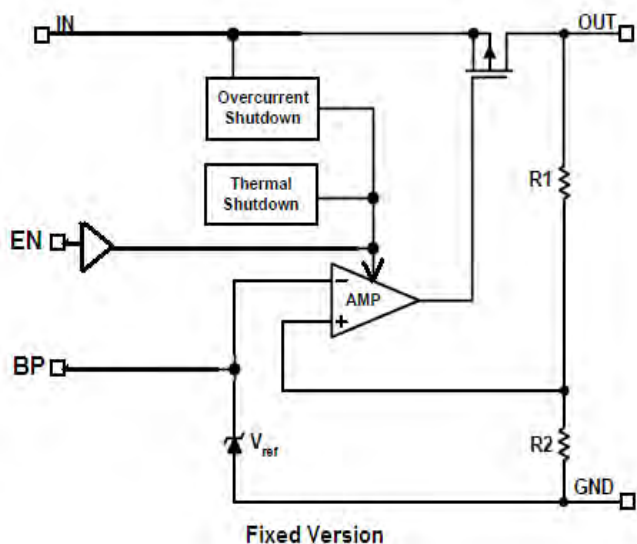 IN
OUT
Overcurrent
Shutdown
Thermal
Shutdown
R1
EN
−
AMP
+
BP
Vref
R2
GND
Fixed Version